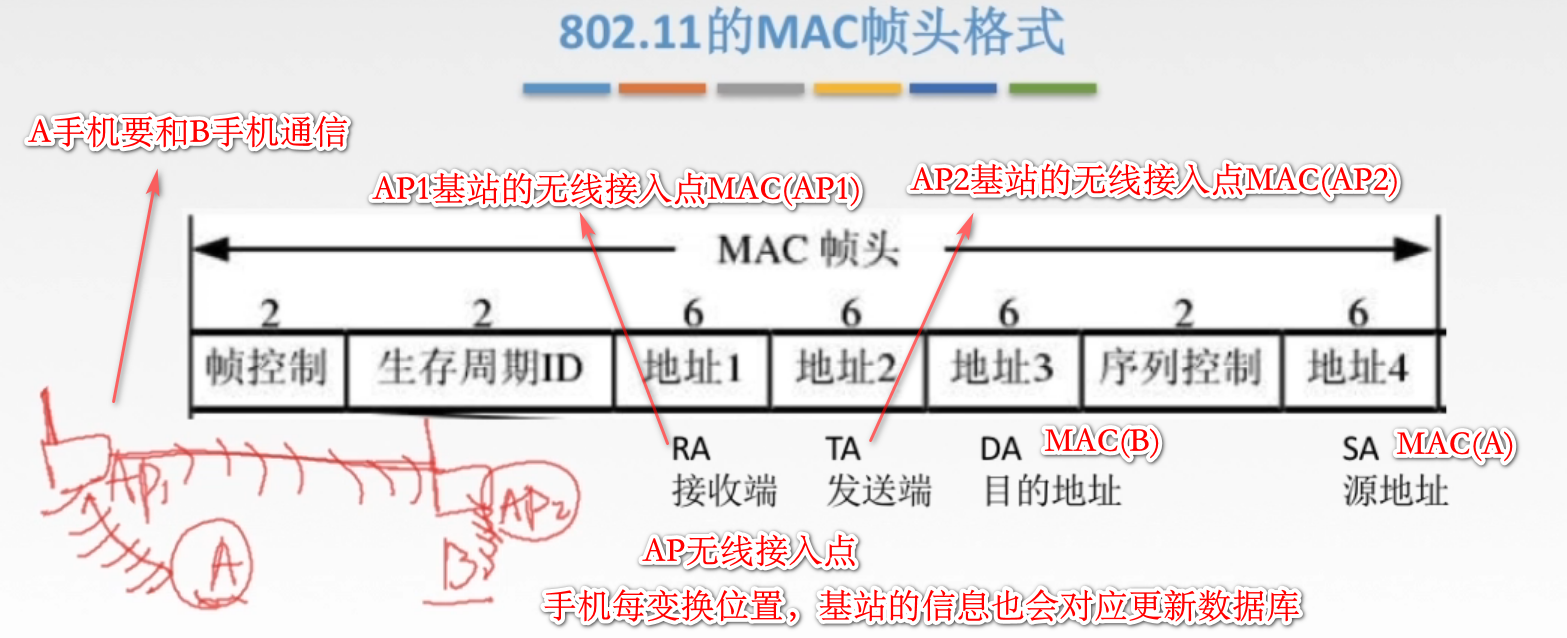 802.11的MAC帧头格式
A手机要和B手机通信
AP1基站的无线接入点MAC(AP1)
AP2基站的无线接入点MAC(AP2)
MAC 帧头
2 2 6 6 6 2 6
帧控制 生存周期ID 地址1 地址2 地址3 序列控制 地址4
RA TA DA MAC(B) SA MAC(A)
接收端 发送端 目的地址 源地址
AP1 AP2
A B
AP无线接入点
手机每变换位置，基站的信息也会对应更新数据库